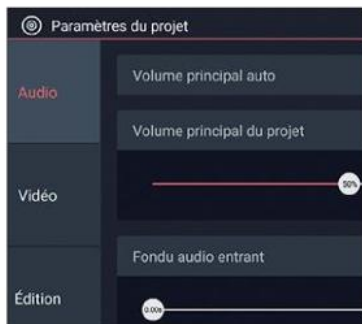 Paramètres du projet
Audio
Volume principal auto
Volume principal du projet
50%
Vidéo
Fondu audio entrant
Édition
0.00s